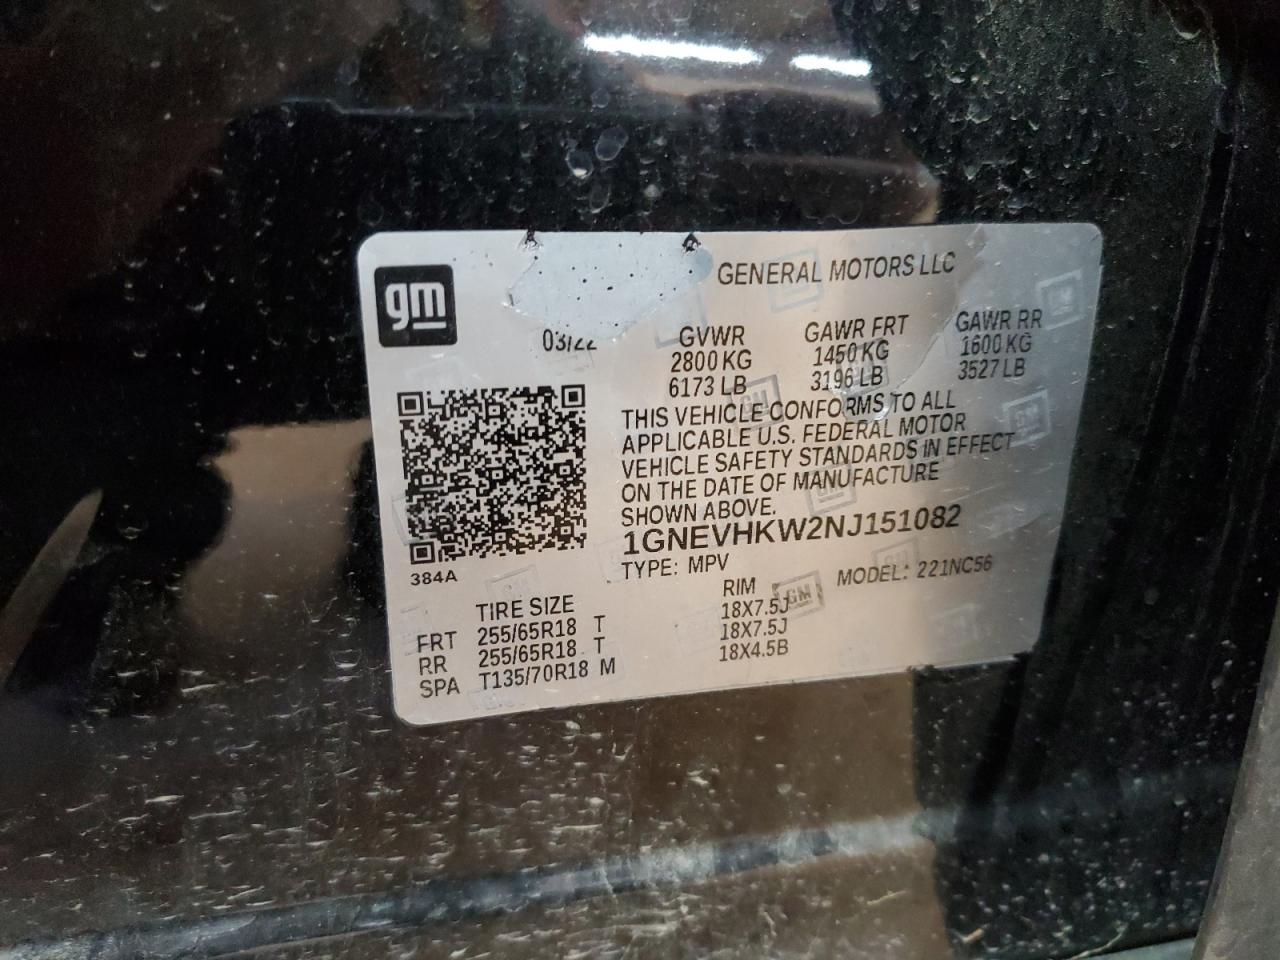 gm
GENERAL MOTORS LLC
03/22 GVWR GAWR FRT GAWR RR
2800 KG 1450 KG 1600 KG
6173 LB 3196 LB 3527 LB
THIS VEHICLE CONFORMS TO ALL
APPLICABLE U.S. FEDERAL MOTOR
VEHICLE SAFETY STANDARDS IN EFFECT
ON THE DATE OF MANUFACTURE
SHOWN ABOVE.
1GNEVHKW2NJ151082
384A
TYPE: MPV MODEL: 221NC56
TIRE SIZE RIM
FRT 255/65R18 T 18X7.5J
RR 255/65R18 T 18X7.5J
SPA T135/70R18 M 18X4.5B